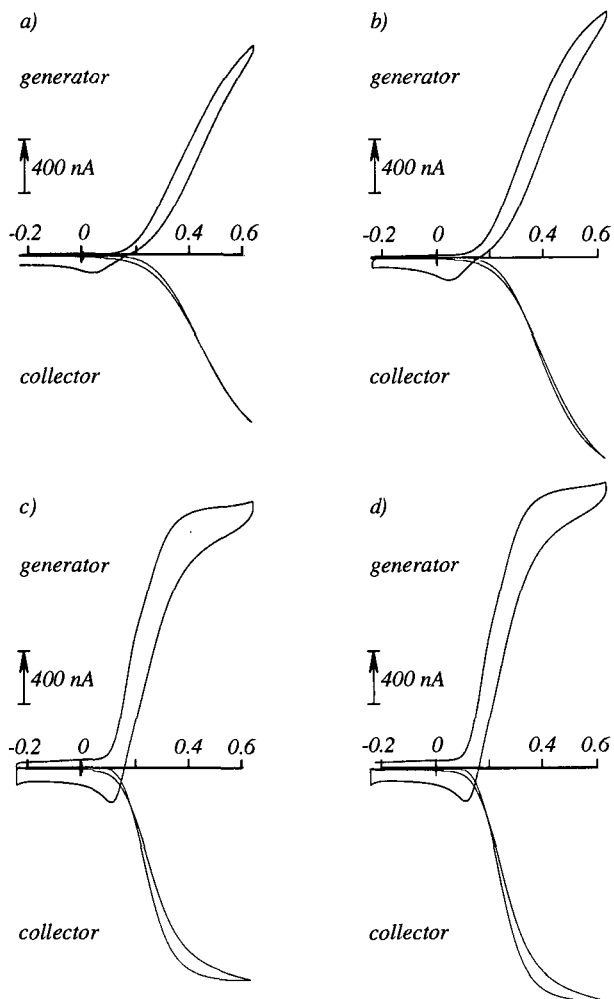 a)
generator
400 nA
-0.2 0 0.4 0.6
collector
b)
generator
400 nA
-0.2 0 0.4 0.6
collector
c)
generator
400 nA
-0.2 0 0.4 0.6
collector
d)
generator
400 nA
-0.2 0 0.4 0.6
collector